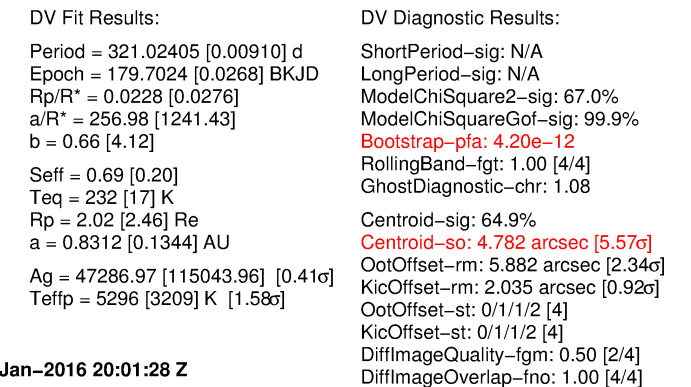 DV Fit Results:
Period = 321.02405 [0.00910] d
Epoch = 179.7024 [0.0268] BKJD
Rp/R* = 0.0228 [0.0276]
a/R* = 256.98 [1241.43]
b = 0.66 [4.12]
Seff = 0.69 [0.20]
Teq = 232 [17] K
Rp = 2.02 [2.46] Re
a = 0.8312 [0.1344] AU
Ag = 47286.97 [115043.96] [0.41σ]
Teffp = 5296 [3209] K [1.58σ]
Jan−2016 20:01:28 Z
DV Diagnostic Results:
ShortPeriod−sig: N/A
LongPeriod−sig: N/A
ModelChiSquare2−sig: 67.0%
ModelChiSquareGof−sig: 99.9%
Bootstrap−pfa: 4.20e−12
RollingBand−fgt: 1.00 [4/4]
GhostDiagnostic−chr: 1.08
Centroid−sig: 64.9%
Centroid−so: 4.782 arcsec [5.57σ]
OotOffset−rm: 5.882 arcsec [2.34σ]
KicOffset−rm: 2.035 arcsec [0.92σ]
OotOffset−st: 0/1/1/2 [4]
KicOffset−st: 0/1/1/2 [4]
DiffImageQuality−fgm: 0.50 [2/4]
DiffImageOverlap−fno: 1.00 [4/4]